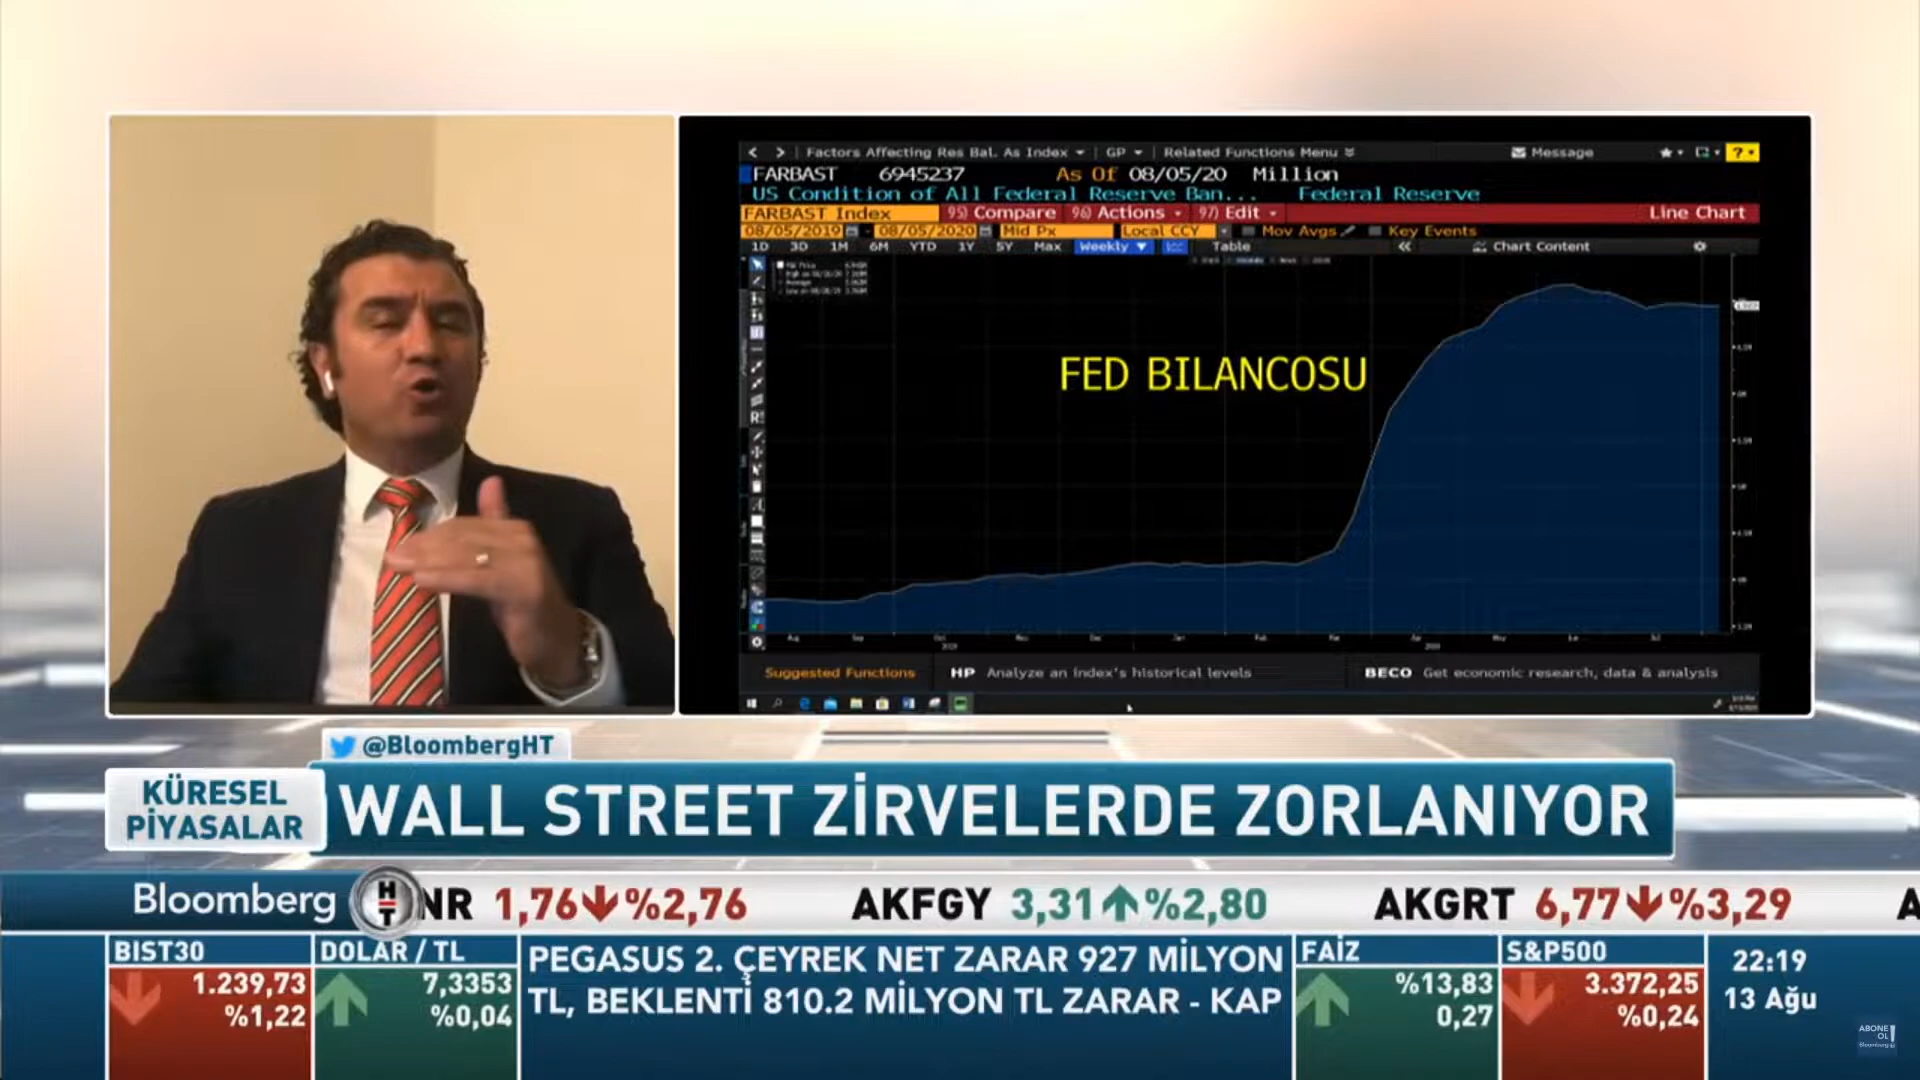 < > Factors Affecting Res Bal. As Index GP Related Functions Menu Message ?
FARBAST 6945237 As Of 08/05/20 Million
US Condition of All Federal Reserve Ban... Federal Reserve
FARBAST Index 95) Compare 96) Actions 97) Edit Line Chart
08/05/2019 - 08/05/2020 Mid Px Local CCY Mov Avgs Key Events
1D 3D 1M 6M YTD 1Y 5Y Max Weekly Table Chart Content
FED BILANCOSU
Suggested Functions HP Analyze an index's historical levels BECO Get economic research, data & analysis
@BloombergHT
KÜRESEL
PİYASALAR
WALL STREET ZİRVELERDE ZORLANIYOR
Bloomberg HT NR 1,76 %2,76 AKFGY 3,31 %2,80 AKGRT 6,77 %3,29 A
BIST30
1.239,73
%1,22
DOLAR / TL
7,3353
%0,04
PEGASUS 2. ÇEYREK NET ZARAR 927 MİLYON
TL, BEKLENTİ 810.2 MİLYON TL ZARAR - KAP
FAİZ
%13,83
0,27
S&P500
3.372,25
%0,24
22:19
13 Ağu
ABONE
OL!